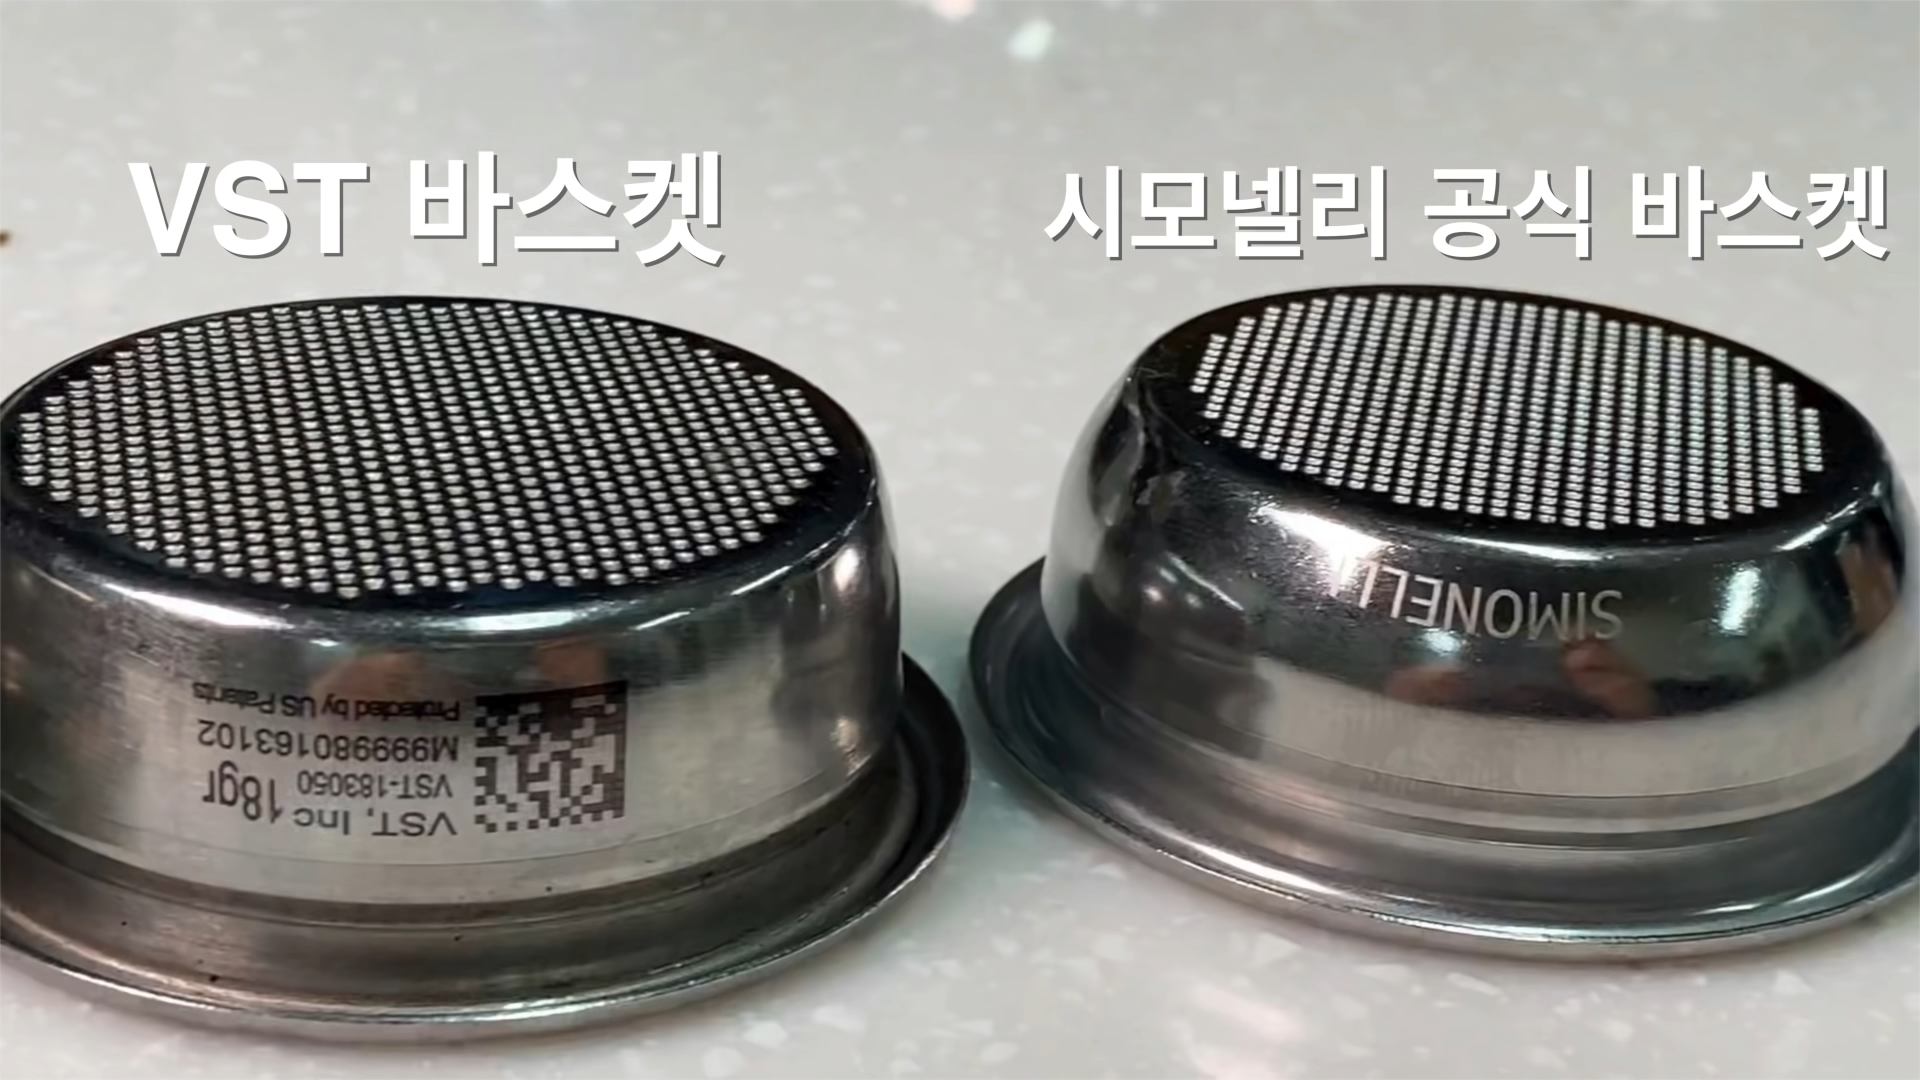 VST 바스켓
시모넬리 공식 바스켓
SIMONELLI
VST, Inc 18gr
VST-183050
M999980163102
Protected by US Patents